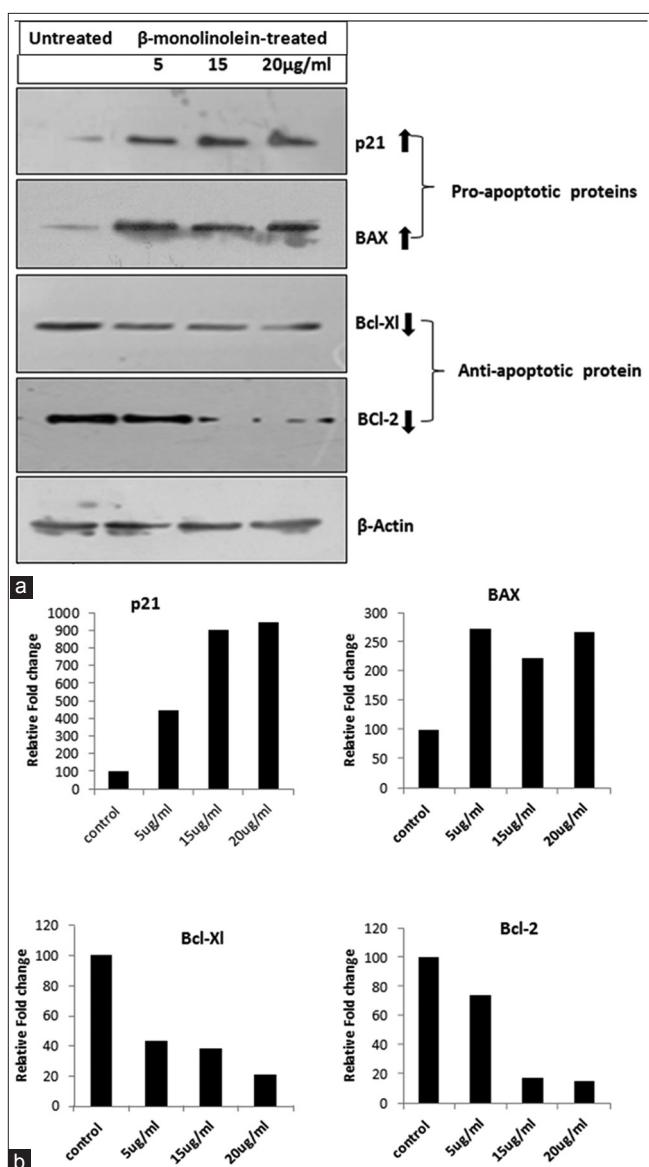 Untreated β-monolinolein-treated
5 15 20µg/ml
p21
BAX
Pro-apoptotic proteins
Bcl-Xl
BCl-2
Anti-apoptotic protein
β-Actin
a
p21
Relative Fold change
1000
900
800
700
600
500
400
300
200
100
0
control 5ug/ml 15ug/ml 20ug/ml
BAX
Relative Fold change
300
250
200
150
100
50
0
control 5ug/ml 15ug/ml 20ug/ml
Bcl-Xl
Relative Fold change
120
100
80
60
40
20
0
control 5ug/ml 15ug/ml 20ug/ml
Bcl-2
Relative Fold change
120
100
80
60
40
20
0
control 5ug/ml 15ug/ml 20ug/ml
b